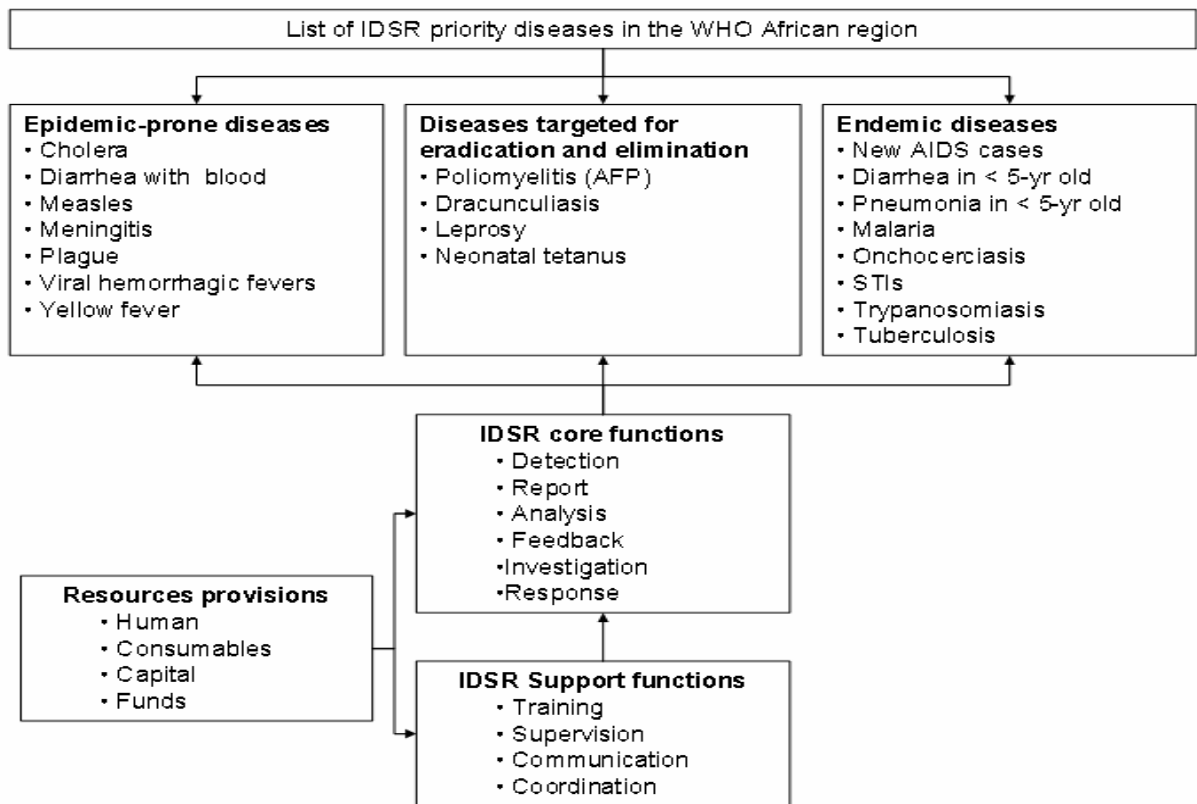 List of IDSR priority diseases in the WHO African region
Epidemic-prone diseases
• Cholera
• Diarrhea with blood
• Measles
• Meningitis
• Plague
• Viral hemorrhagic fevers
• Yellow fever
Diseases targeted for
eradication and elimination
• Poliomyelitis (AFP)
• Dracunculiasis
• Leprosy
• Neonatal tetanus
Endemic diseases
• New AIDS cases
• Diarrhea in < 5-yr old
• Pneumonia in < 5-yr old
• Malaria
• Onchocerciasis
• STIs
• Trypanosomiasis
• Tuberculosis
IDSR core functions
• Detection
• Report
• Analysis
• Feedback
•Investigation
•Response
Resources provisions
• Human
• Consumables
• Capital
• Funds
IDSR Support functions
• Training
• Supervision
• Communication
• Coordination